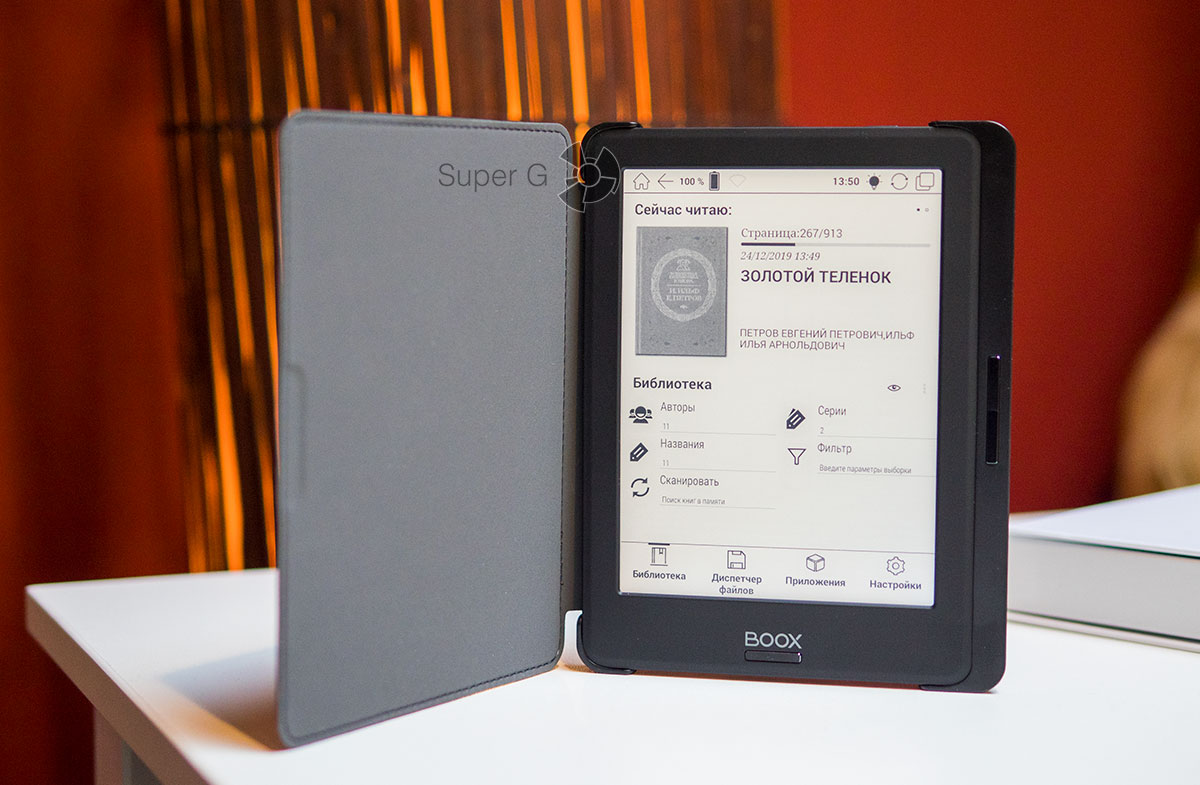 Super G
100 %
13:50
Сейчас читаю:
Страница:267/913
24/12/2019 13:49
ЗОЛОТОЙ ТЕЛЕНОК
И.ИЛЬФ
Е.ПЕТРОВ
ПЕТРОВ ЕВГЕНИЙ ПЕТРОВИЧ,ИЛЬФ
ИЛЬЯ АРНОЛЬДОВИЧ
Библиотека
Авторы
11
Серии
2
Названия
11
Фильтр
Введите параметры выборки
Сканировать
Поиск книг в памяти
Библиотека
Диспетчер
файлов
Приложения
Настройки
BOOX